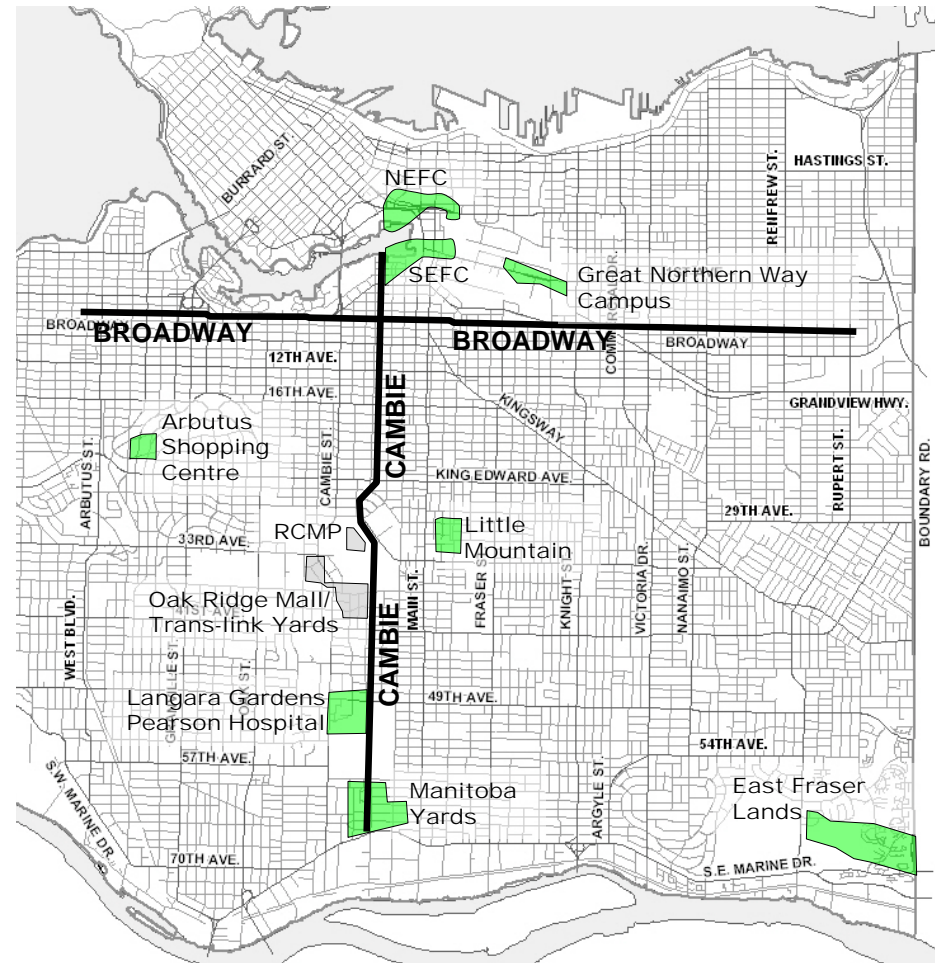 BURRARD ST.
NEFC
HASTINGS ST.
RENFREW ST.
SEFC
Great Northern Way
Campus
BROADWAY
BROADWAY
BROADWAY
BROADWAY
12TH AVE.
16TH AVE.
CAMBIE
KINGSWAY
GRANDVIEW HWY.
Arbutus
Shopping
Centre
ARBUTUS ST.
CAMBIE ST.
KING EDWARD AVE.
RUPERT ST.
BOUNDARY RD.
29TH AVE.
RCMP
33RD AVE.
Little
Mountain
Oak Ridge Mall/
Trans-link Yards
41ST AVE.
WEST BLVD.
CAMBIE
MAIN ST.
FRASER S
KNIGHT ST.
VICTORIA DR.
NANAIMO ST.
Langara Gardens
Pearson Hospital
49TH AVE.
57TH AVE.
54TH AVE.
S.W. MARINE DR.
Manitoba
Yards
ARGYLE ST.
East Fraser
Lands
70TH AVE.
S.E. MARINE DR.